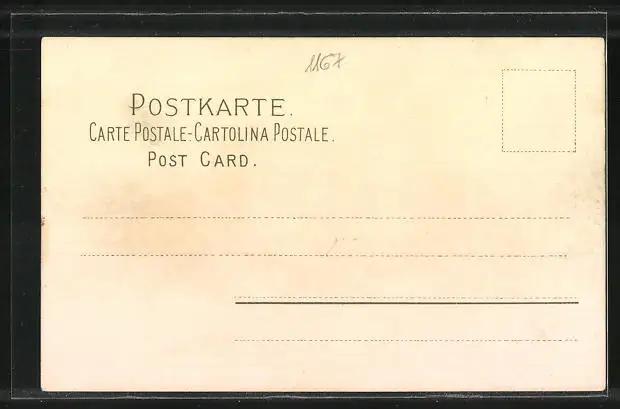 1167
POSTKARTE.
CARTE POSTALE-CARTOLINA POSTALE.
POST CARD.